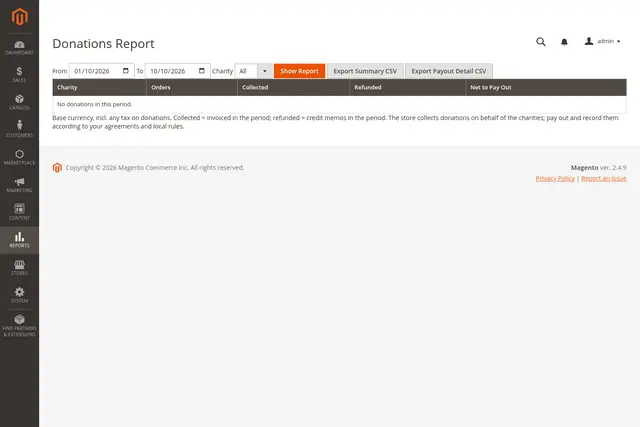 DASHBOARD
SALES
CATALOG
CUSTOMERS
MARKETPLACE
MARKETING
CONTENT
REPORTS
STORES
SYSTEM
FIND PARTNERS
& EXTENSIONS
Donations Report
admin
From 01/10/2026 To 10/10/2026 Charity All Show Report Export Summary CSV Export Payout Detail CSV
Charity Orders Collected Refunded Net to Pay Out
No donations in this period.
Base currency, incl. any tax on donations. Collected = invoiced in the period; refunded = credit memos in the period. The store collects donations on behalf of the charities; pay out and record them
according to your agreements and local rules.
Copyright © 2026 Magento Commerce Inc. All rights reserved.
Magento ver. 2.4.9
Privacy Policy | Report an Issue